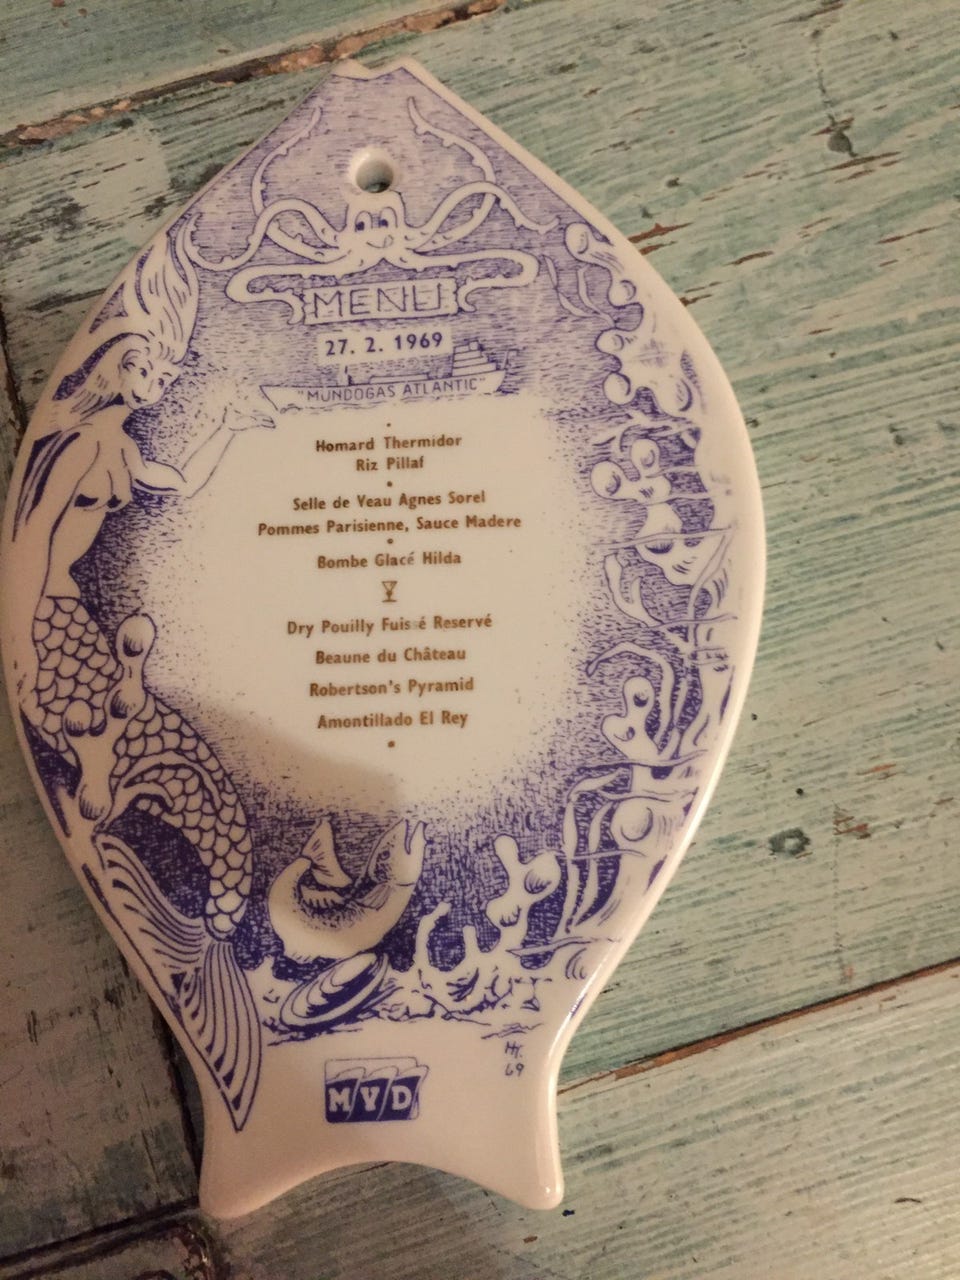 MENU
27. 2. 1969
"MUNDOGAS ATLANTIC"
Homard Thermidor
Riz Pillaf
Selle de Veau Agnes Sorel
Pommes Parisienne, Sauce Madere
Bombe Glacé Hilda
Dry Pouilly Fuissé Reservé
Beaune du Château
Robertson's Pyramid
Amontillado El Rey
69
MVD